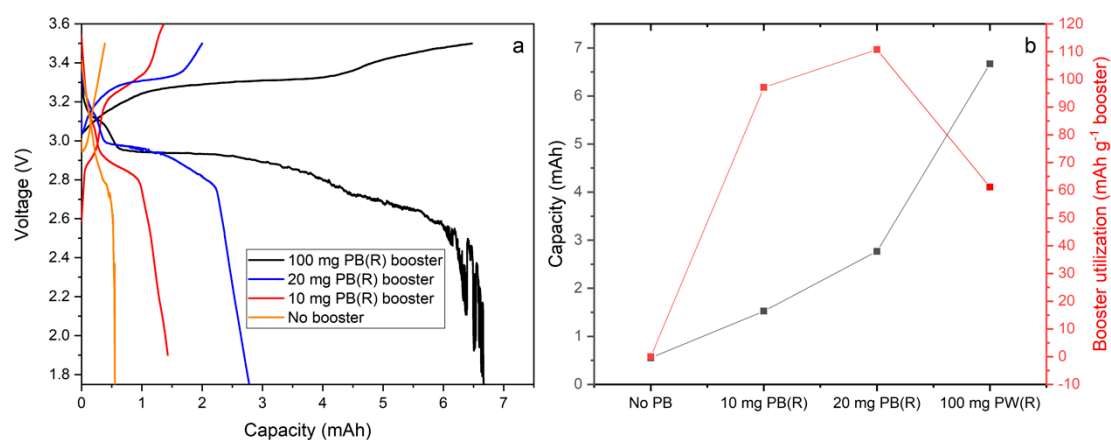 a
Voltage (V)
3.6
3.4
3.2
3.0
2.8
2.6
2.4
2.2
2.0
1.8
100 mg PB(R) booster
20 mg PB(R) booster
10 mg PB(R) booster
No booster
0 1 2 3 4 5 6 7
Capacity (mAh)
b
Capacity (mAh)
7
6
5
4
3
2
1
0
No PB 10 mg PB(R) 20 mg PB(R) 100 mg PW(R)
120
110
100
90
80
70
60
50
40
30
20
10
0
-10
Booster utilization (mAh g⁻¹ booster)